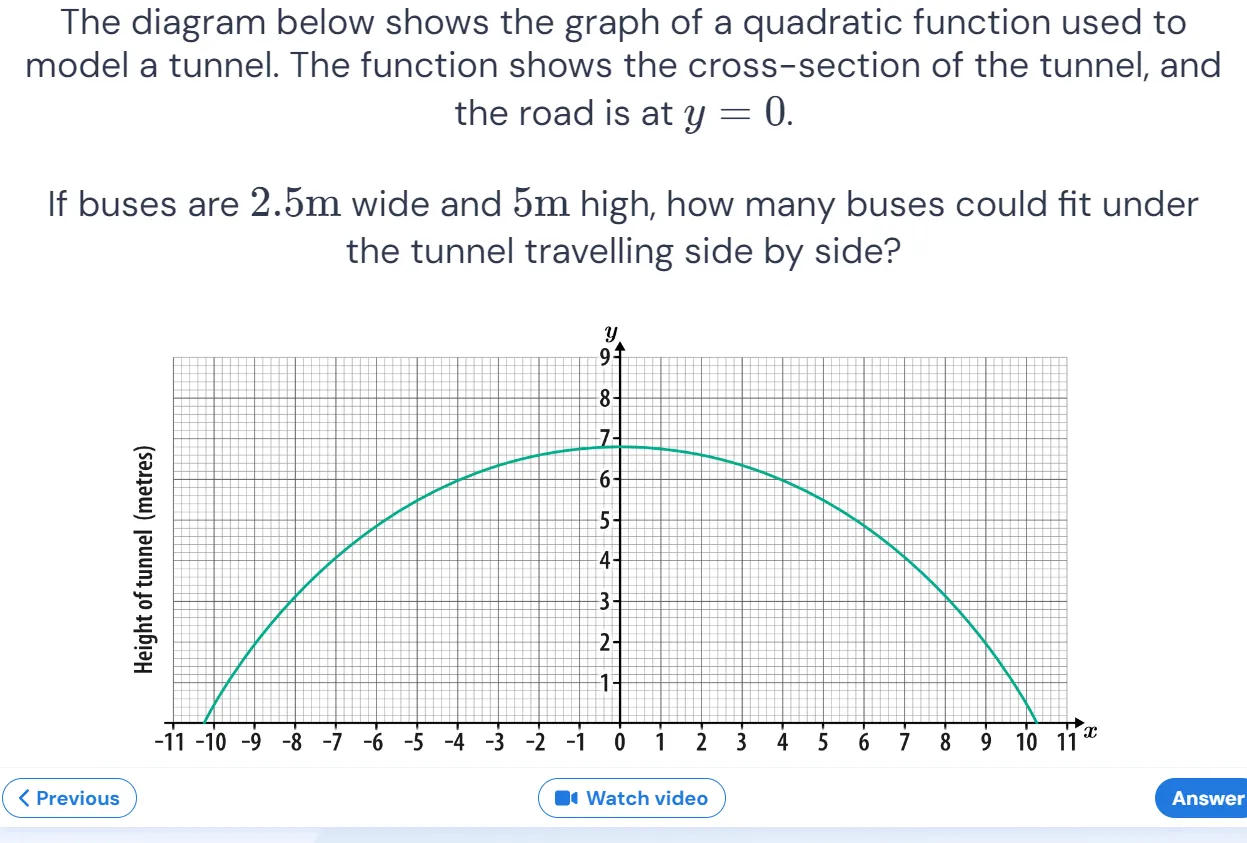 The diagram below shows the graph of a quadratic function used to
model a tunnel. The function shows the cross-section of the tunnel, and
the road is at y = 0.
If buses are 2.5m wide and 5m high, how many buses could fit under
the tunnel travelling side by side?
y
9
8
7
6
5
4
3
2
1
Height of tunnel (metres)
-11 -10 -9 -8 -7 -6 -5 -4 -3 -2 -1 0 1 2 3 4 5 6 7 8 9 10 11 x
Previous
Watch video
Answer